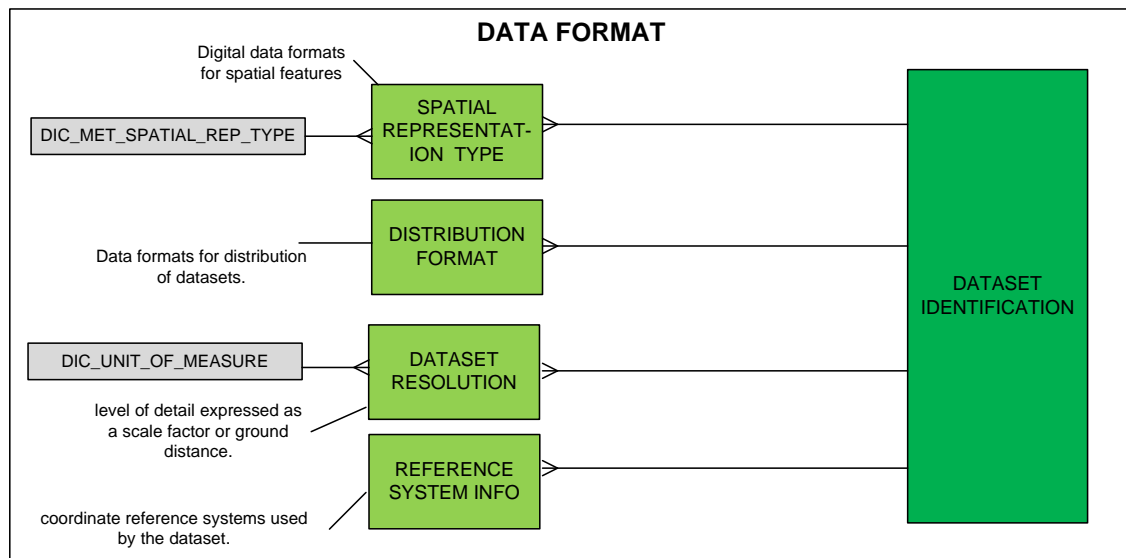 DATA FORMAT
Digital data formats
for spatial features
SPATIAL
REPRESENTAT-
ION TYPE
DIC_MET_SPATIAL_REP_TYPE
DISTRIBUTION
FORMAT
Data formats for distribution
of datasets.
DATASET
IDENTIFICATION
DIC_UNIT_OF_MEASURE
DATASET
RESOLUTION
level of detail expressed as
a scale factor or ground
distance.
REFERENCE
SYSTEM INFO
coordinate reference systems used
by the dataset.